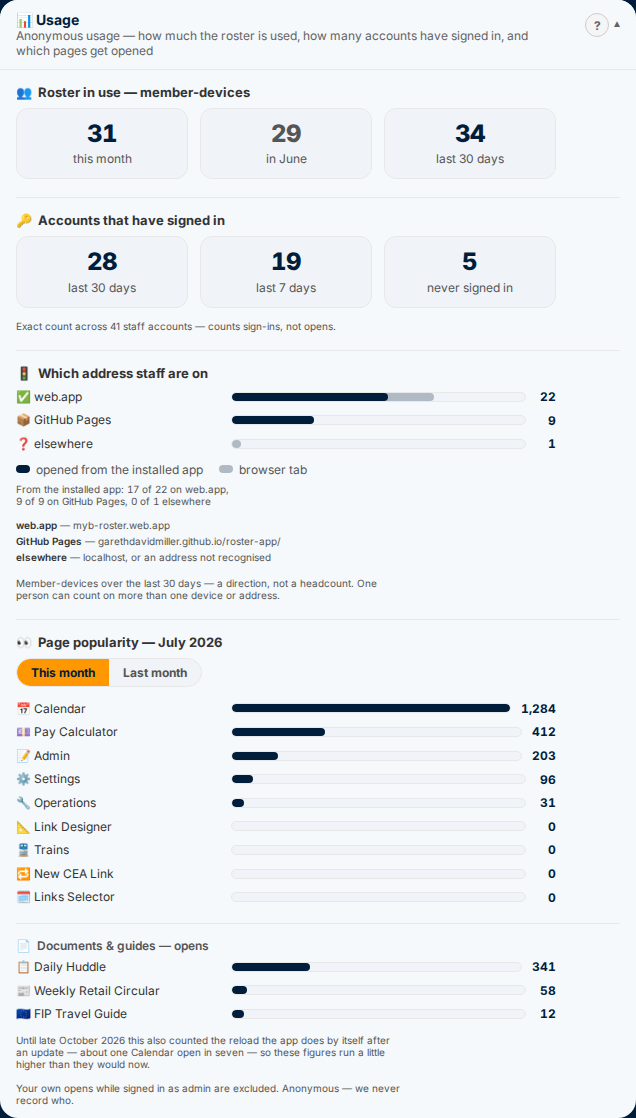 📊 Usage
Anonymous usage — how much the roster is used, how many accounts have signed in, and
which pages get opened
?
▲
👥 Roster in use — member-devices
31
this month
29
in June
34
last 30 days
🔑 Accounts that have signed in
28
last 30 days
19
last 7 days
5
never signed in
Exact count across 41 staff accounts — counts sign-ins, not opens.
🚦 Which address staff are on
✅ web.app 22
📦 GitHub Pages 9
❓ elsewhere 1
opened from the installed app browser tab
From the installed app: 17 of 22 on web.app,
9 of 9 on GitHub Pages, 0 of 1 elsewhere
web.app — myb-roster.web.app
GitHub Pages — garethdavidmiller.github.io/roster-app/
elsewhere — localhost, or an address not recognised
Member-devices over the last 30 days — a direction, not a headcount. One
person can count on more than one device or address.
👀 Page popularity — July 2026
This month Last month
📅 Calendar 1,284
💷 Pay Calculator 412
📝 Admin 203
⚙️ Settings 96
🔧 Operations 31
📐 Link Designer 0
🚆 Trains 0
🔁 New CEA Link 0
🗓️ Links Selector 0
📄 Documents & guides — opens
📋 Daily Huddle 341
📰 Weekly Retail Circular 58
🇪🇺 FIP Travel Guide 12
Until late October 2026 this also counted the reload the app does by itself after
an update — about one Calendar open in seven — so these figures run a little
higher than they would now.
Your own opens while signed in as admin are excluded. Anonymous — we never
record who.